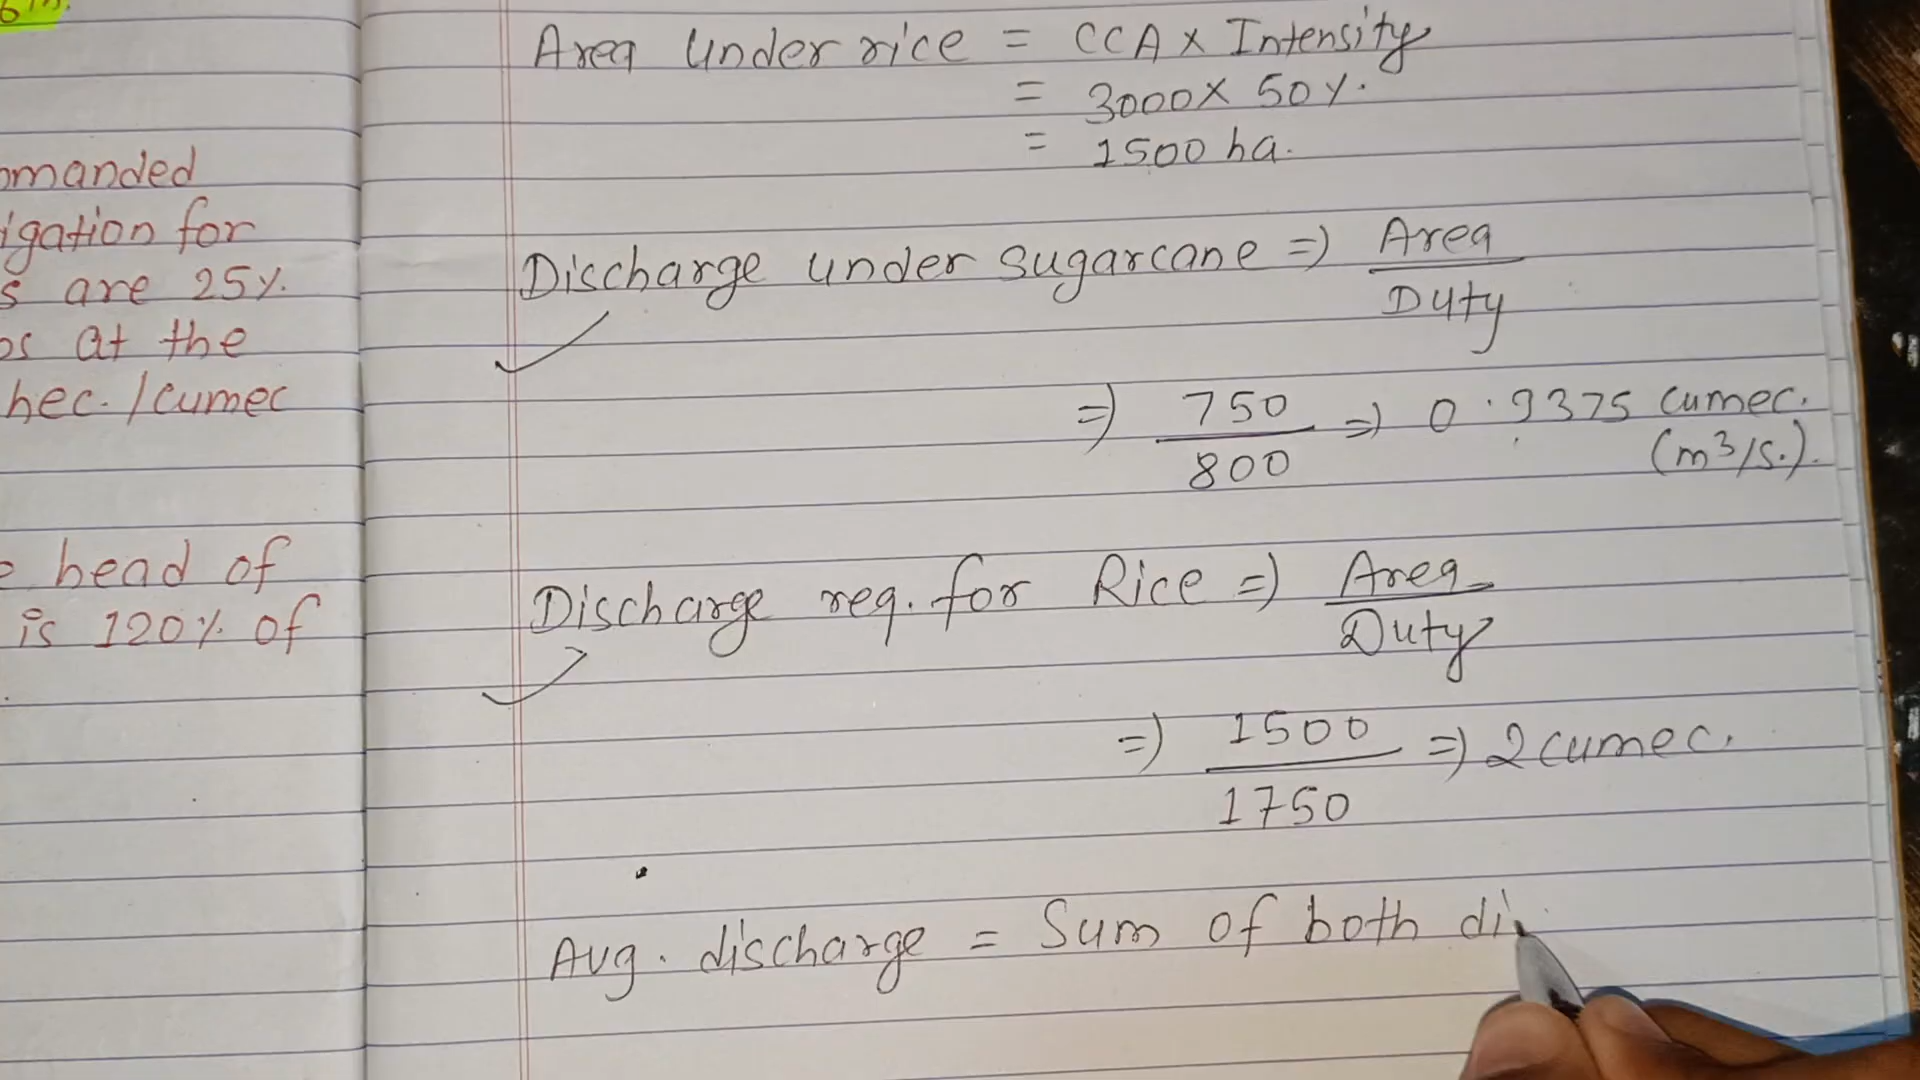 manded
igation for
s are 25%.
ps at the
hec. / cumec
e head of
is 120% of
Area under rice = CCA x Intensity
= 3000 x 50%.
= 1500 ha.
Discharge under Sugarcane => Area
Duty
=> 750 => 0.9375 cumec.
800
(m³/s.).
Discharge req. for Rice => Area
Duty
=> 1500 => 2 cumec.
1750
Avg. discharge = Sum of both di